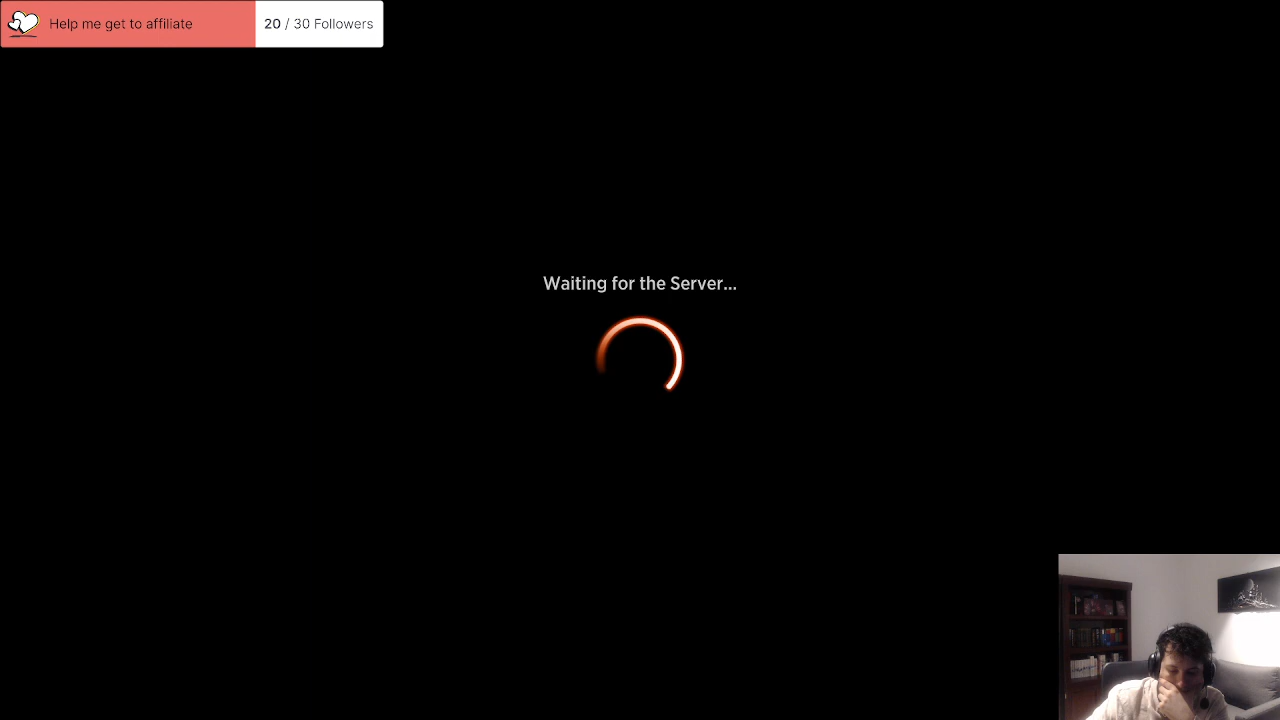 Help me get to affiliate 20 / 30 Followers
Waiting for the Server...